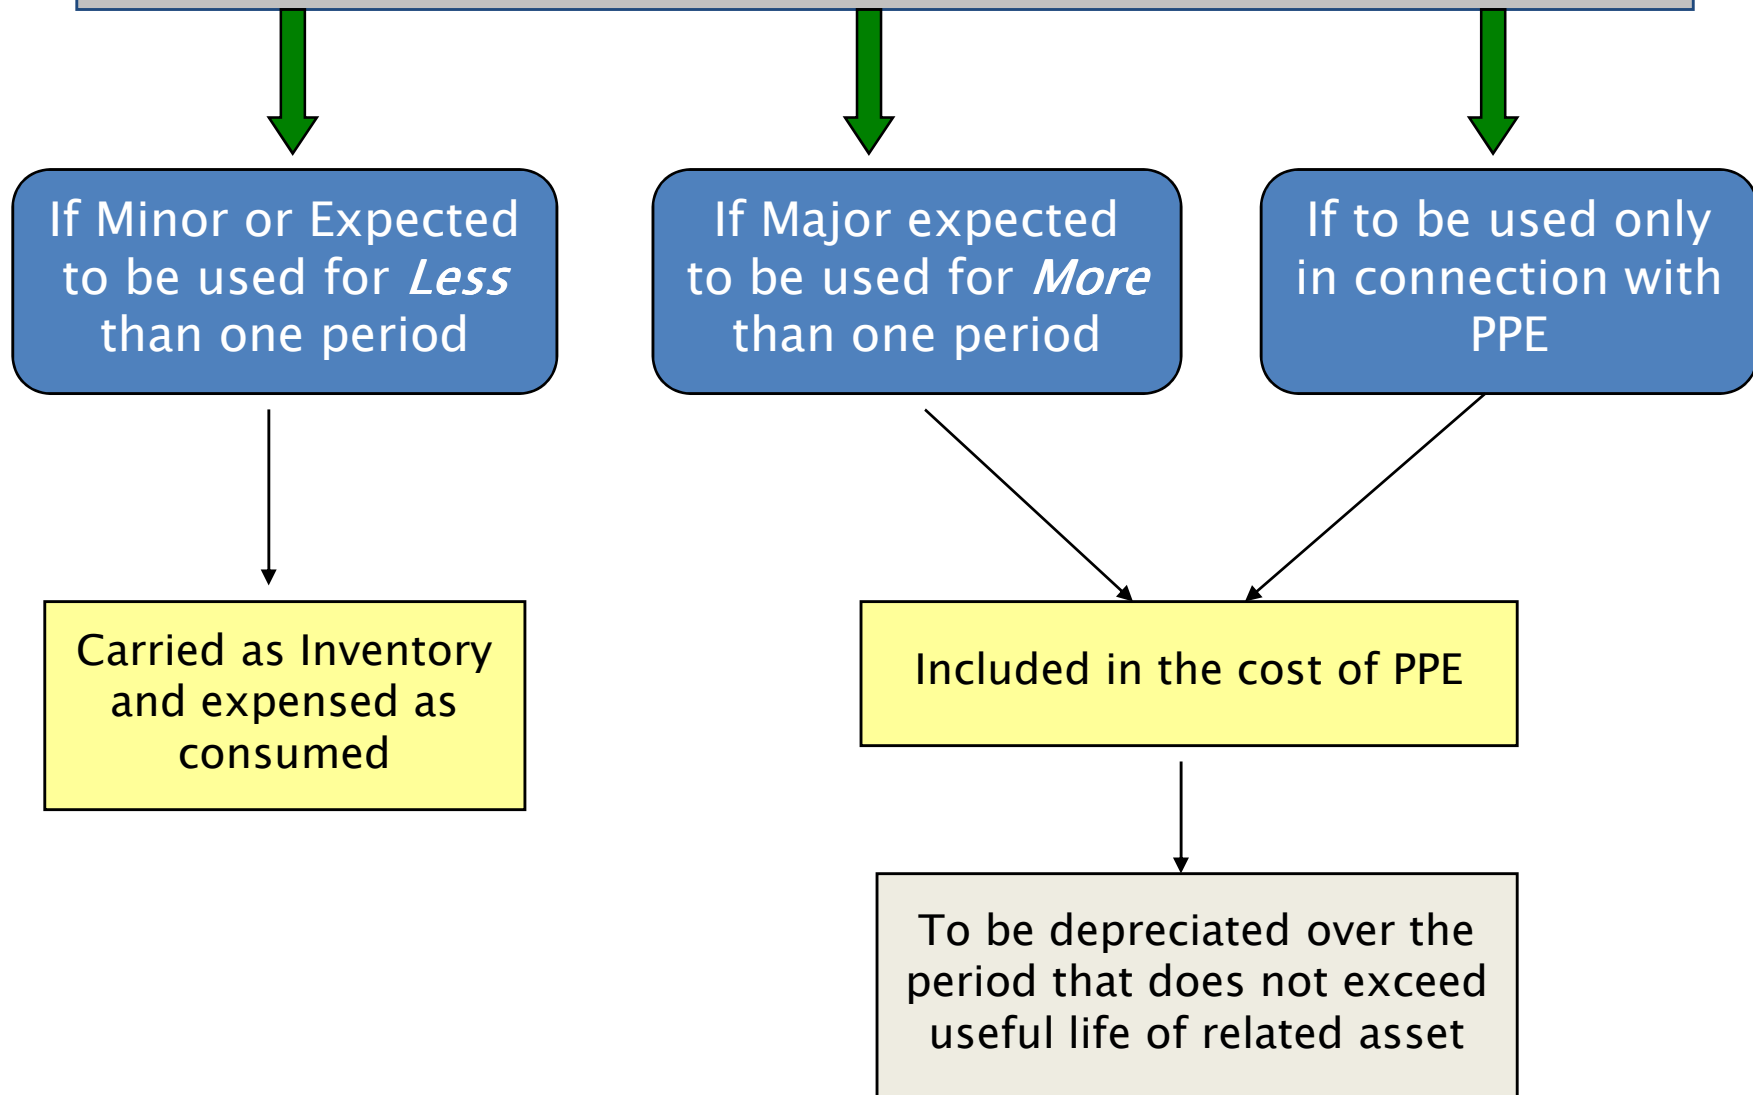 If Minor or Expected
to be used for Less
than one period
If Major expected
to be used for More
than one period
If to be used only
in connection with
PPE
Carried as Inventory
and expensed as
consumed
Included in the cost of PPE
To be depreciated over the
period that does not exceed
useful life of related asset